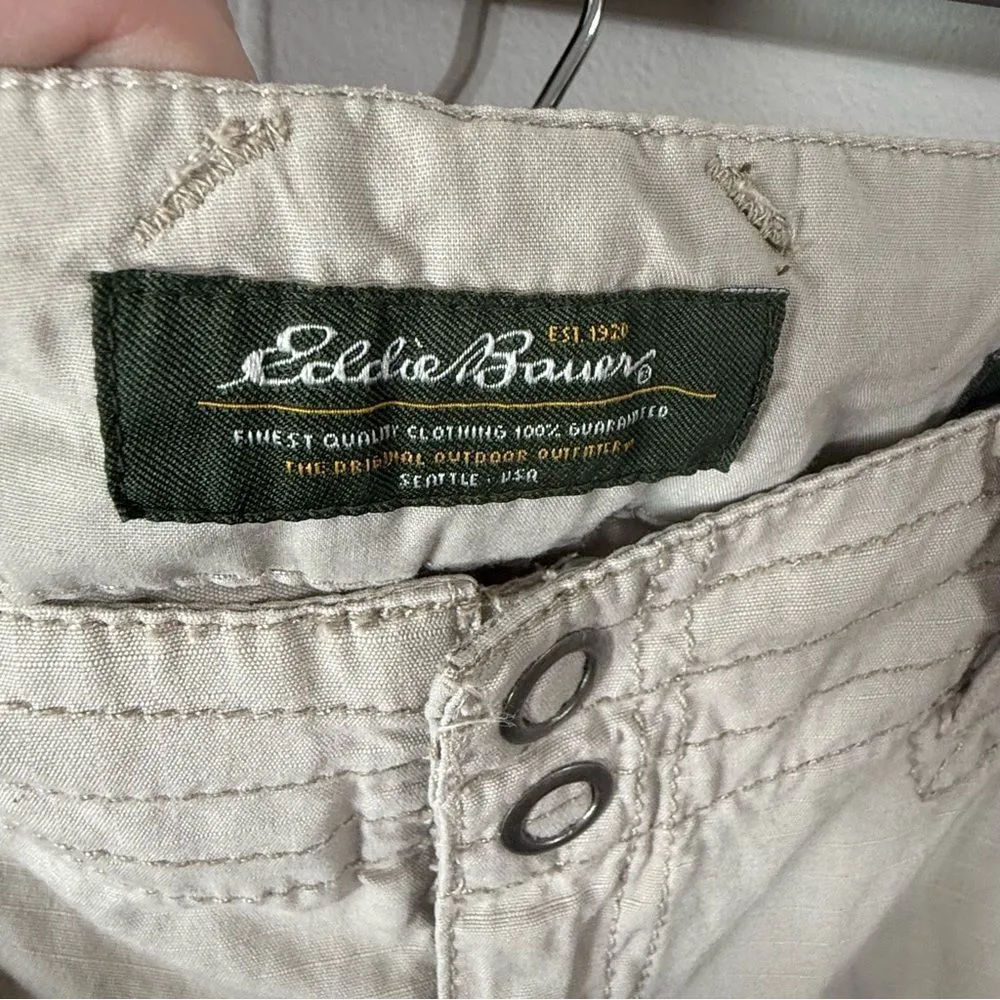 EST 1920
Eddie Bauer®
FINEST QUALITY CLOTHING 100% GUARANTEED
THE ORIGINAL OUTDOOR OUTFITTER
SEATTLE · USA